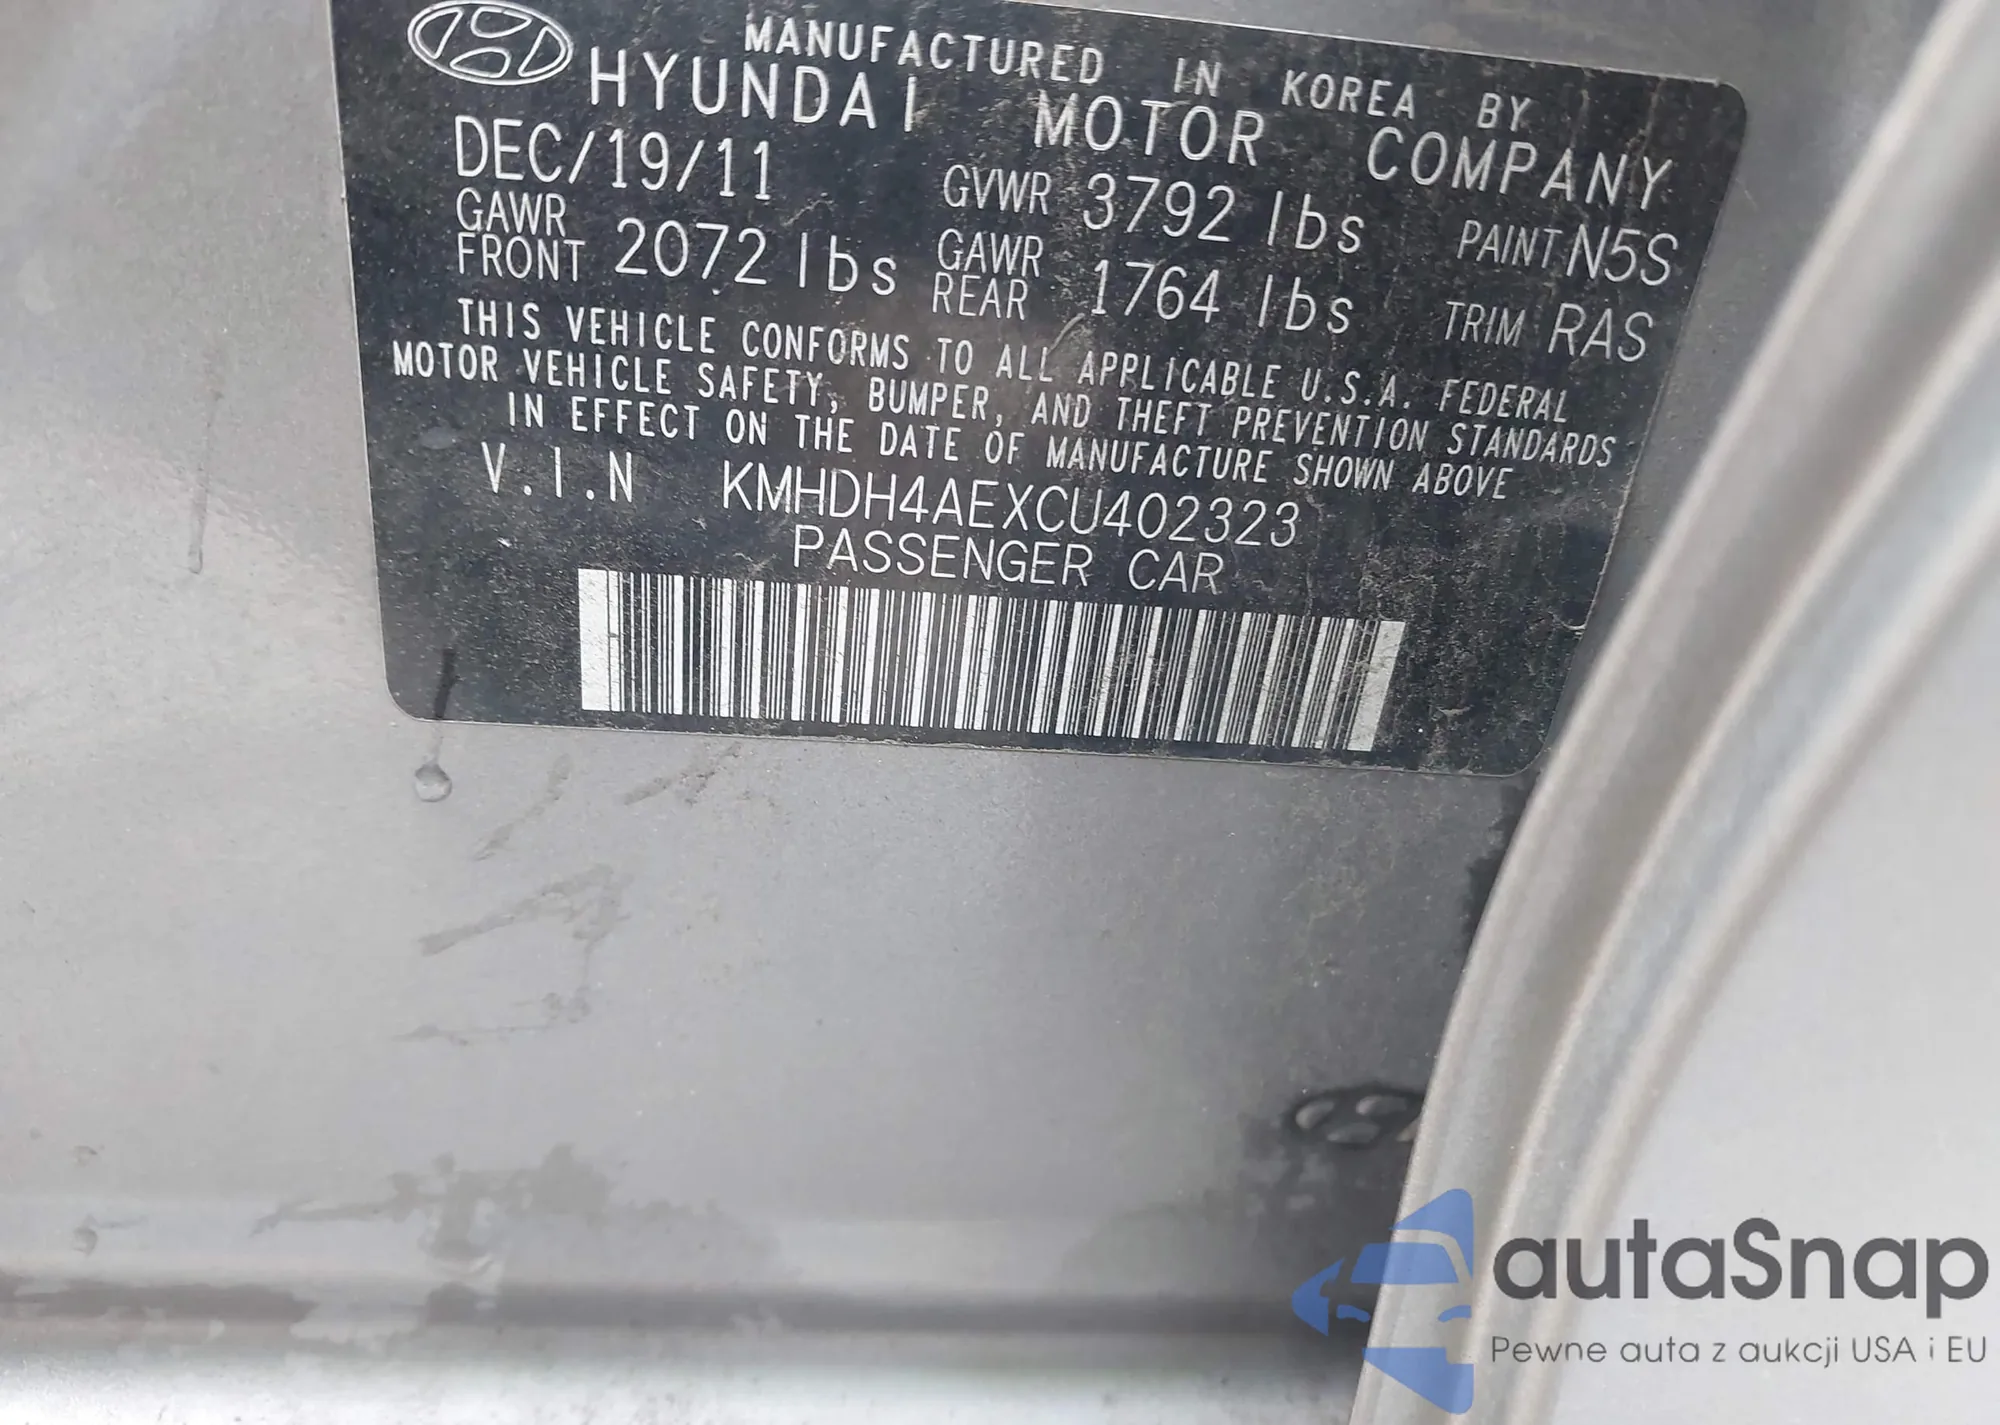 MANUFACTURED IN KOREA BY
HYUNDAI MOTOR COMPANY
DEC/19/11 GVWR 3792 lbs PAINT N5S
GAWR FRONT 2072 lbs GAWR REAR 1764 lbs TRIM RAS
THIS VEHICLE CONFORMS TO ALL APPLICABLE U.S.A. FEDERAL
MOTOR VEHICLE SAFETY, BUMPER, AND THEFT PREVENTION STANDARDS
IN EFFECT ON THE DATE OF MANUFACTURE SHOWN ABOVE
V.I.N KMHDH4AEXCU402323
PASSENGER CAR
autaSnap
Pewne auta z aukcji USA i EU